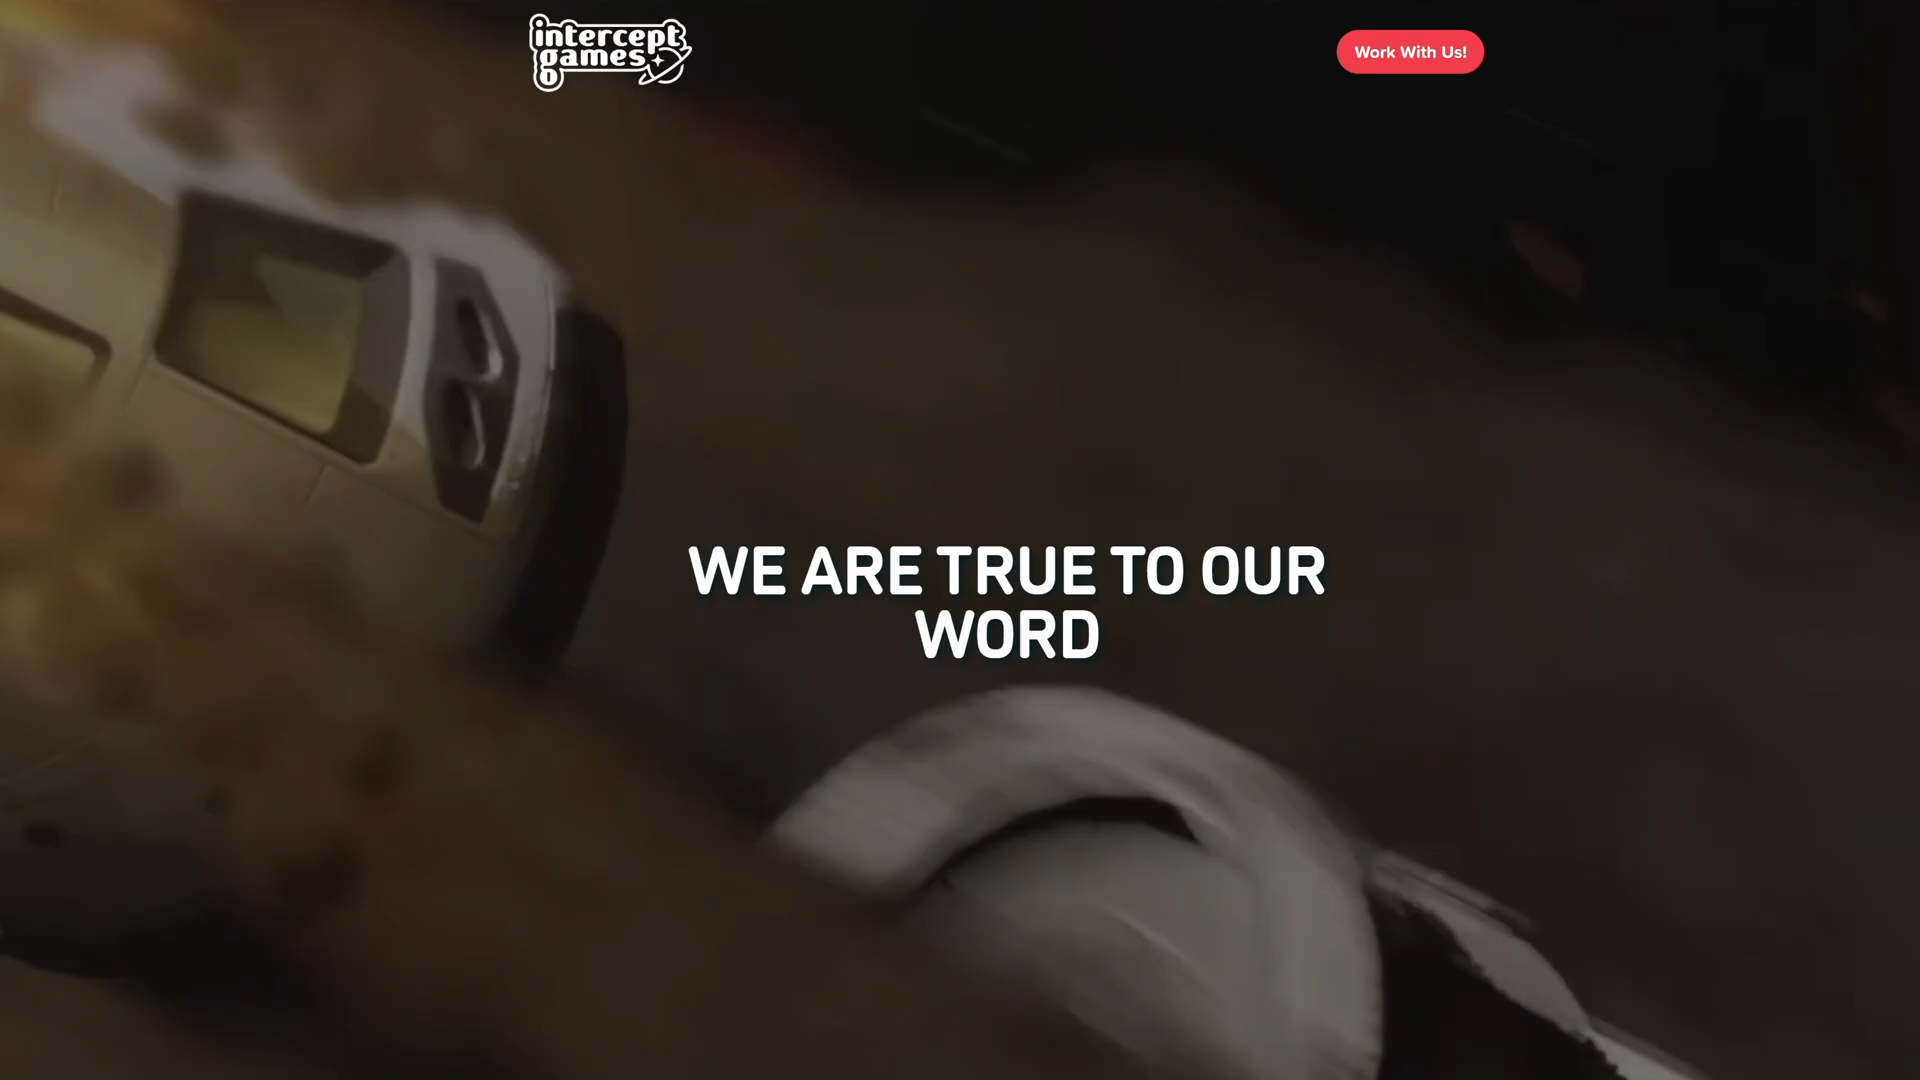 intercept
games
Work With Us!
WE ARE TRUE TO OUR
WORD